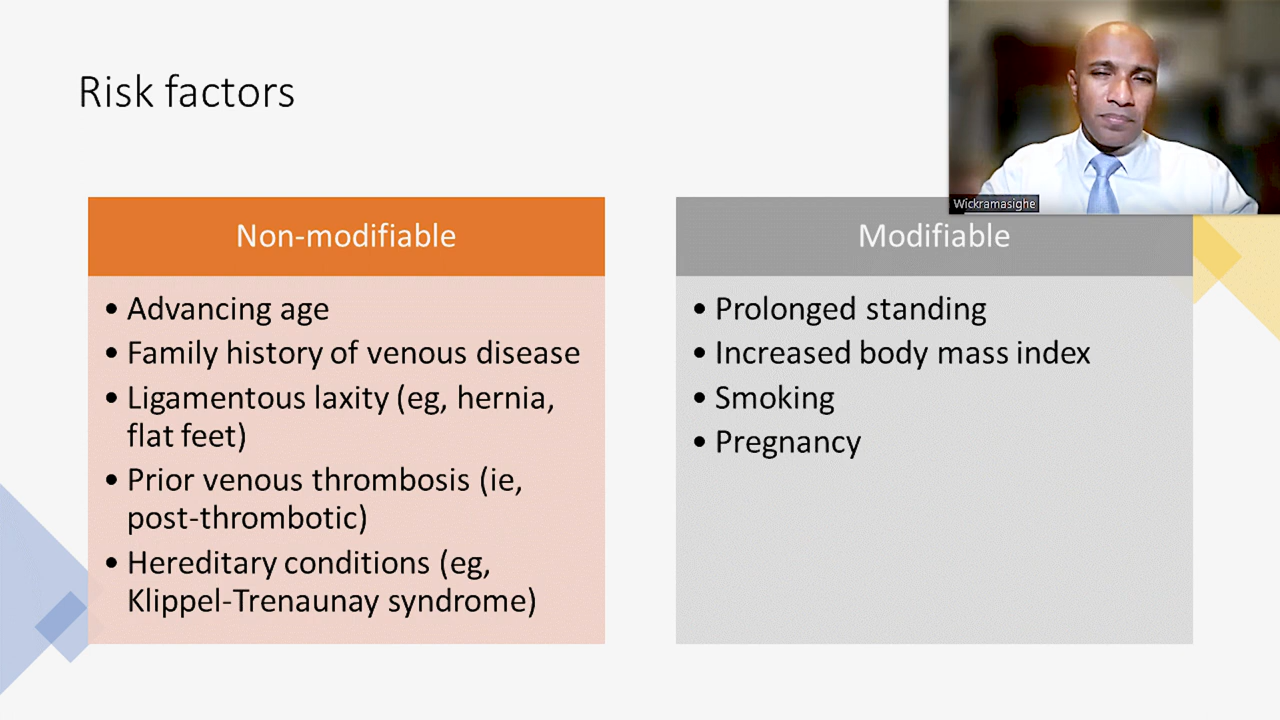 Risk factors
Wickramasighe
Non-modifiable
• Advancing age
• Family history of venous disease
• Ligamentous laxity (eg, hernia,
flat feet)
• Prior venous thrombosis (ie,
post-thrombotic)
• Hereditary conditions (eg,
Klippel-Trenaunay syndrome)
Modifiable
• Prolonged standing
• Increased body mass index
• Smoking
• Pregnancy